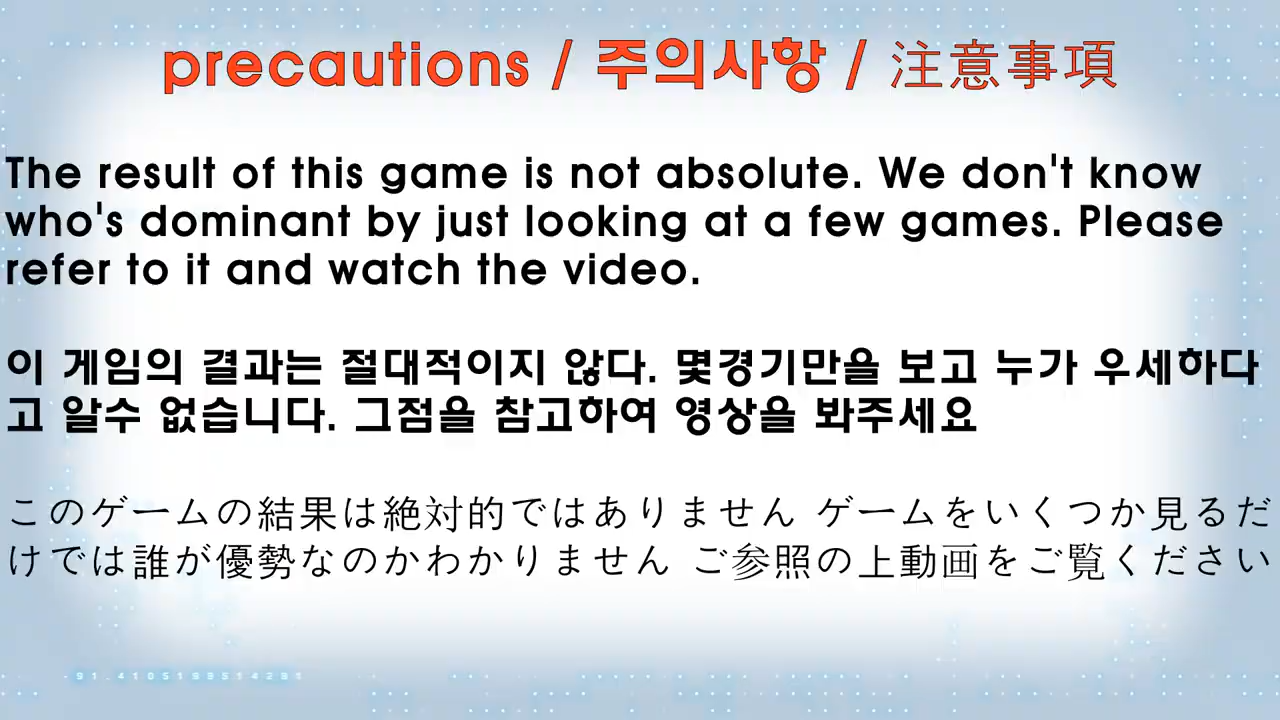 precautions / 주의사항 / 注意事項
The result of this game is not absolute. We don't know
who's dominant by just looking at a few games. Please
refer to it and watch the video.
이 게임의 결과는 절대적이지 않다. 몇경기만을 보고 누가 우세하다
고 알수 없습니다. 그점을 참고하여 영상을 봐주세요
このゲームの結果は絶対的ではありません ゲームをいくつか見るだ
けでは誰が優勢なのかわかりません ご参照の上動画をご覧ください